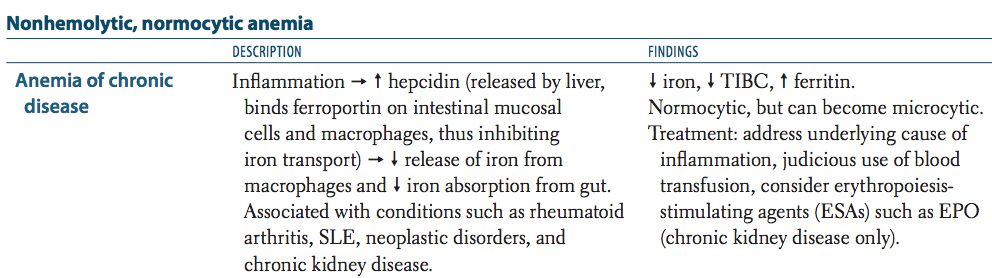 Nonhemolytic, normocytic anemia
DESCRIPTION
FINDINGS
Anemia of chronic
disease
Inflammation → ↑ hepcidin (released by liver,
binds ferroportin on intestinal mucosal
cells and macrophages, thus inhibiting
iron transport) → ↓ release of iron from
macrophages and ↓ iron absorption from gut.
Associated with conditions such as rheumatoid
arthritis, SLE, neoplastic disorders, and
chronic kidney disease.
↓ iron, ↓ TIBC, ↑ ferritin.
Normocytic, but can become microcytic.
Treatment: address underlying cause of
inflammation, judicious use of blood
transfusion, consider erythropoiesis-
stimulating agents (ESAs) such as EPO
(chronic kidney disease only).